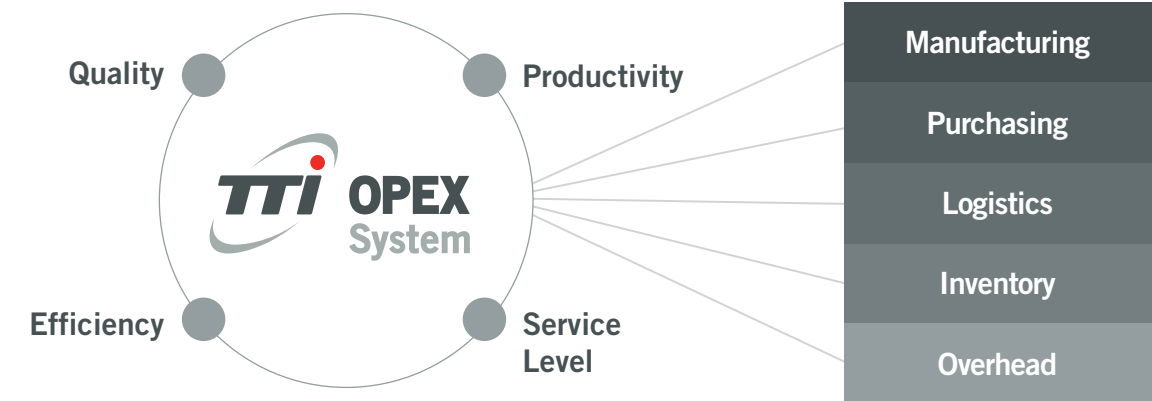 Quality
Productivity
TTI OPEX
System
Efficiency
Service
Level
Manufacturing
Purchasing
Logistics
Inventory
Overhead